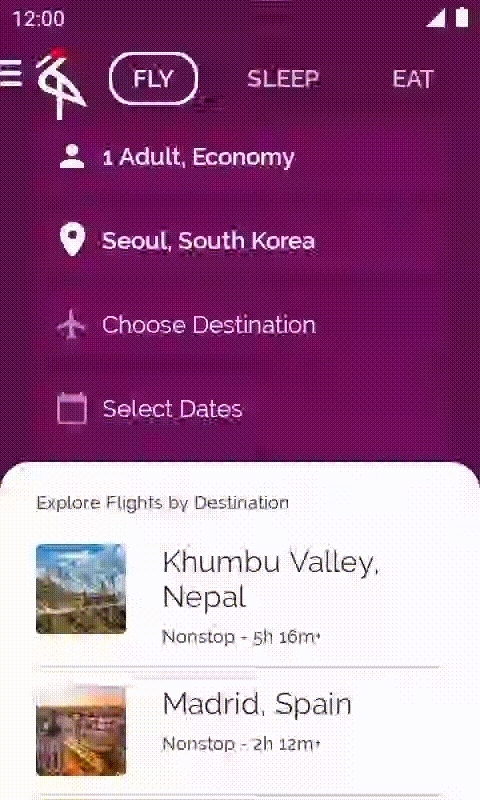 12:00
FLY SLEEP EAT
1 Adult, Economy
Seoul, South Korea
Choose Destination
Select Dates
Explore Flights by Destination
Khumbu Valley,
Nepal
Nonstop - 5h 16m+
Madrid, Spain
Nonstop - 2h 12m+